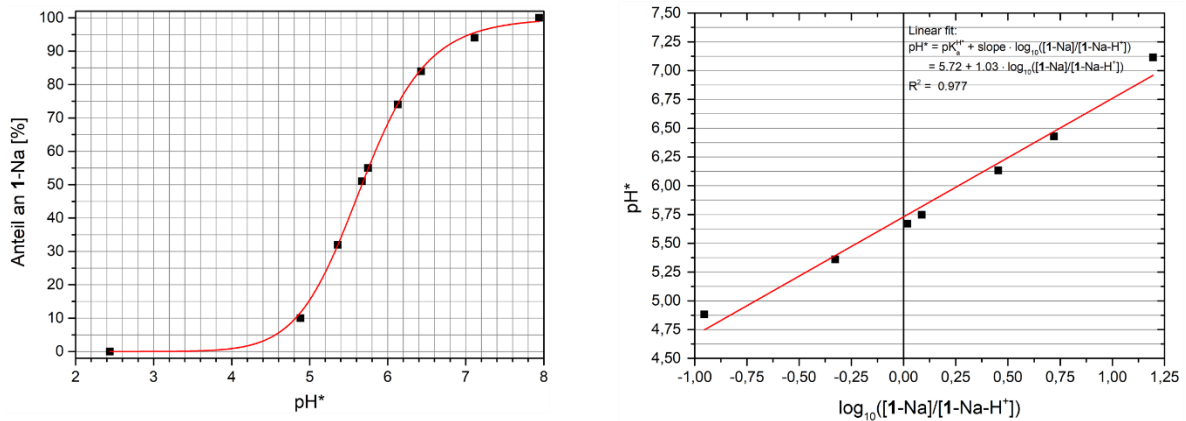 100
90
80
70
60
50
40
30
20
10
0
Anteil an 1-Na [%]
2 3 4 5 6 7 8
pH*
7,50
7,25
7,00
6,75
6,50
6,25
6,00
5,75
5,50
5,25
5,00
4,75
4,50
pH*
Linear fit:
pH* = pKₐᴴ⁺ + slope · log₁₀([1-Na]/[1-Na-H⁺])
= 5.72 + 1.03 · log₁₀([1-Na]/[1-Na-H⁺])
R² = 0.977
-1,00 -0,75 -0,50 -0,25 0,00 0,25 0,50 0,75 1,00 1,25
log₁₀([1-Na]/[1-Na-H⁺])